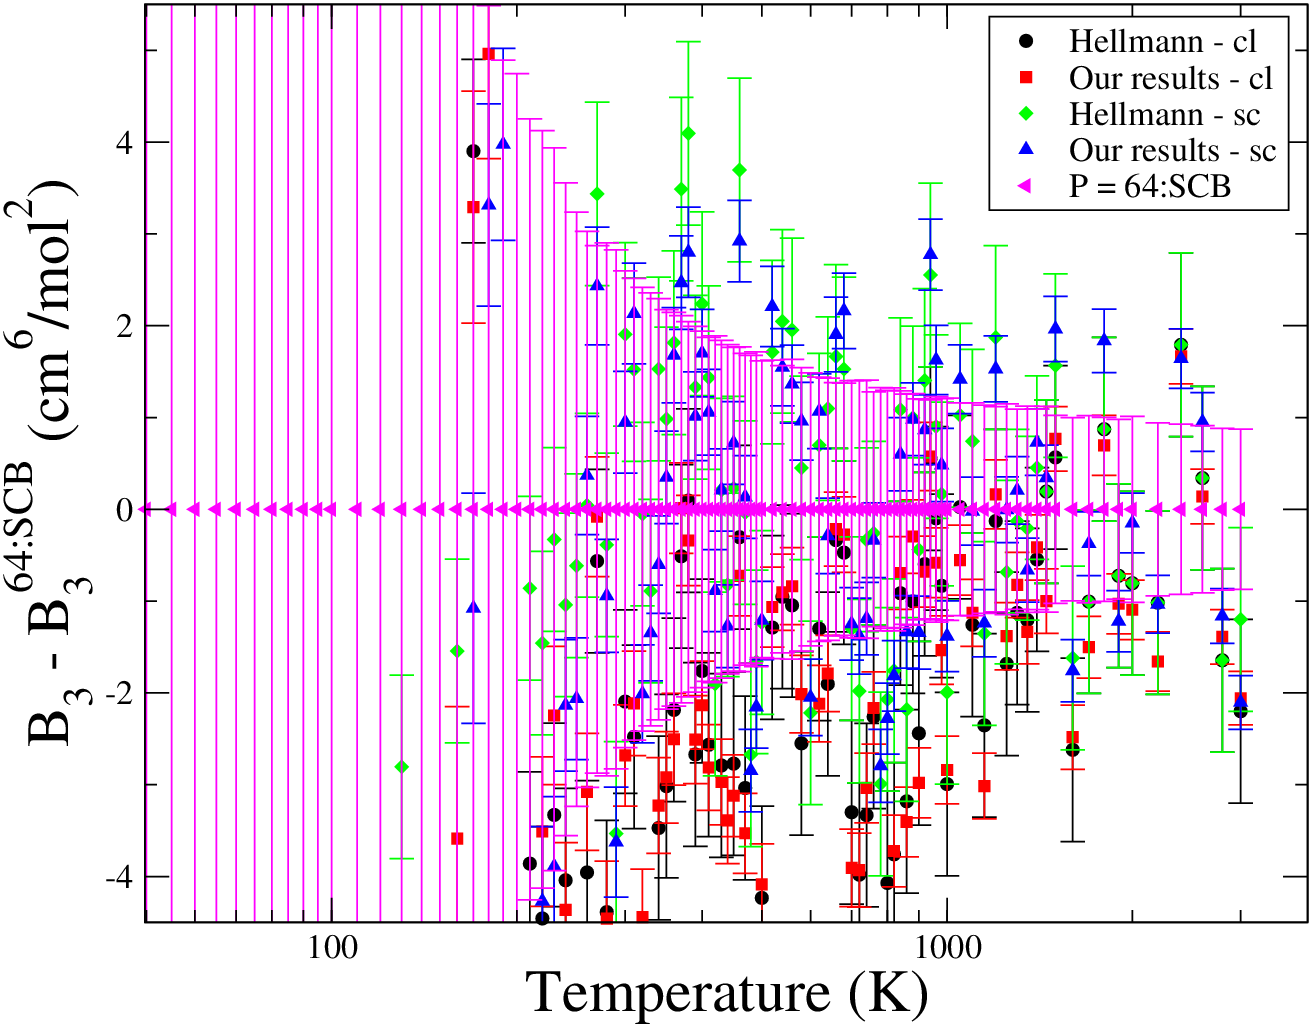 Hellmann - cl
Our results - cl
Hellmann - sc
Our results - sc
P = 64:SCB
B3 - B3^64:SCB (cm^6/mol^2)
4
2
0
-2
-4
100
1000
Temperature (K)